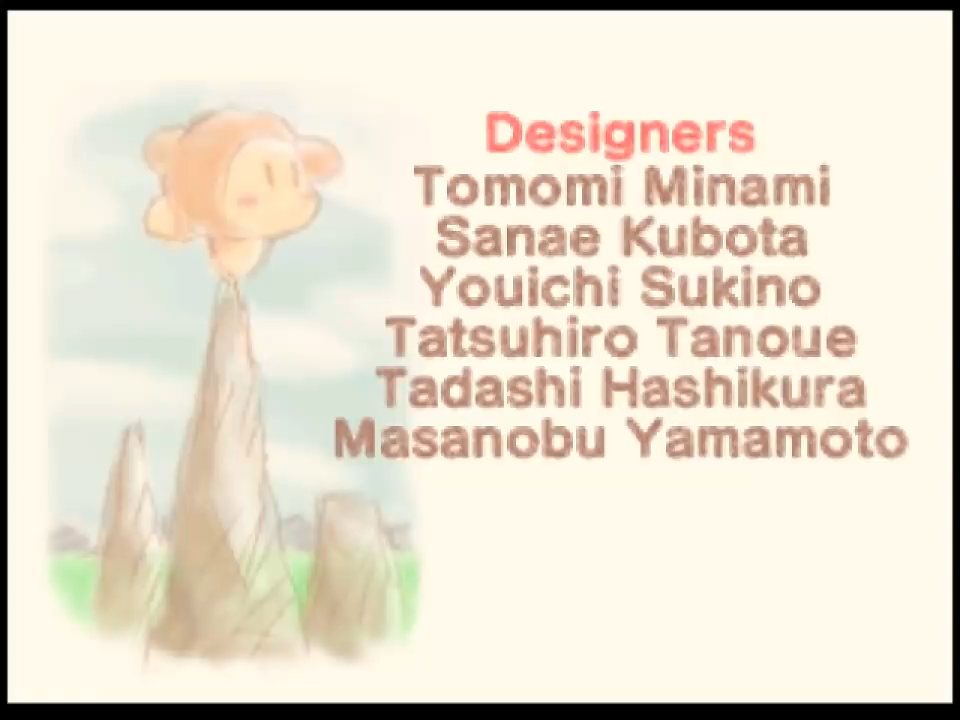 Designers
Tomomi Minami
Sanae Kubota
Youichi Sukino
Tatsuhiro Tanoue
Tadashi Hashikura
Masanobu Yamamoto